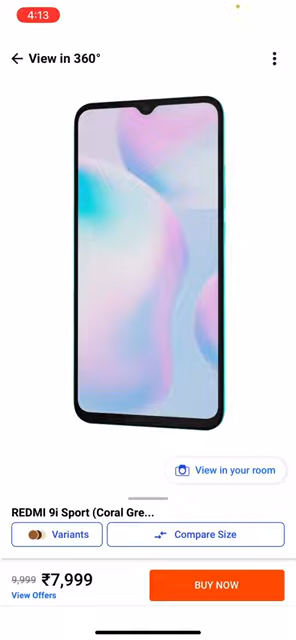 4:13
View in 360°
View in your room
REDMI 9i Sport (Coral Gre...
Variants
Compare Size
9,999 ₹7,999
View Offers
BUY NOW